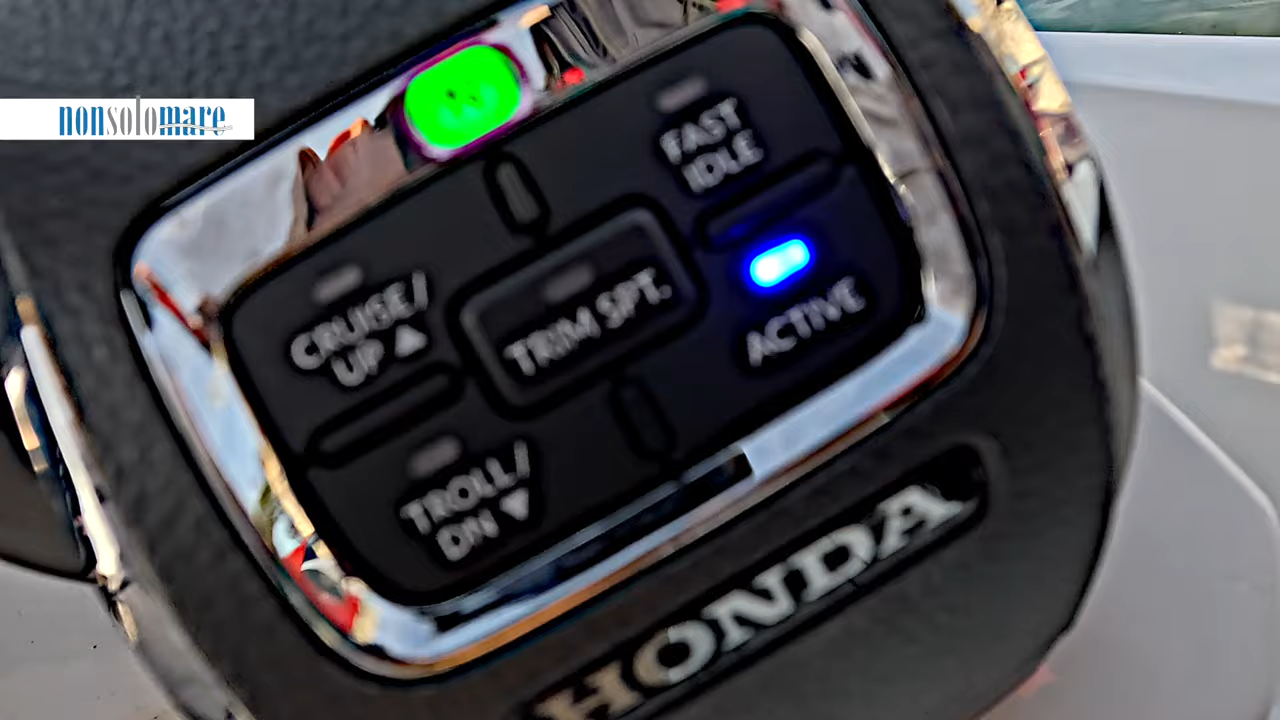 nonsolomare
FAST
IDLE
CRUISE/
UP ▲
TRIM SPT.
ACTIVE
TROLL/
DN ▼
HONDA